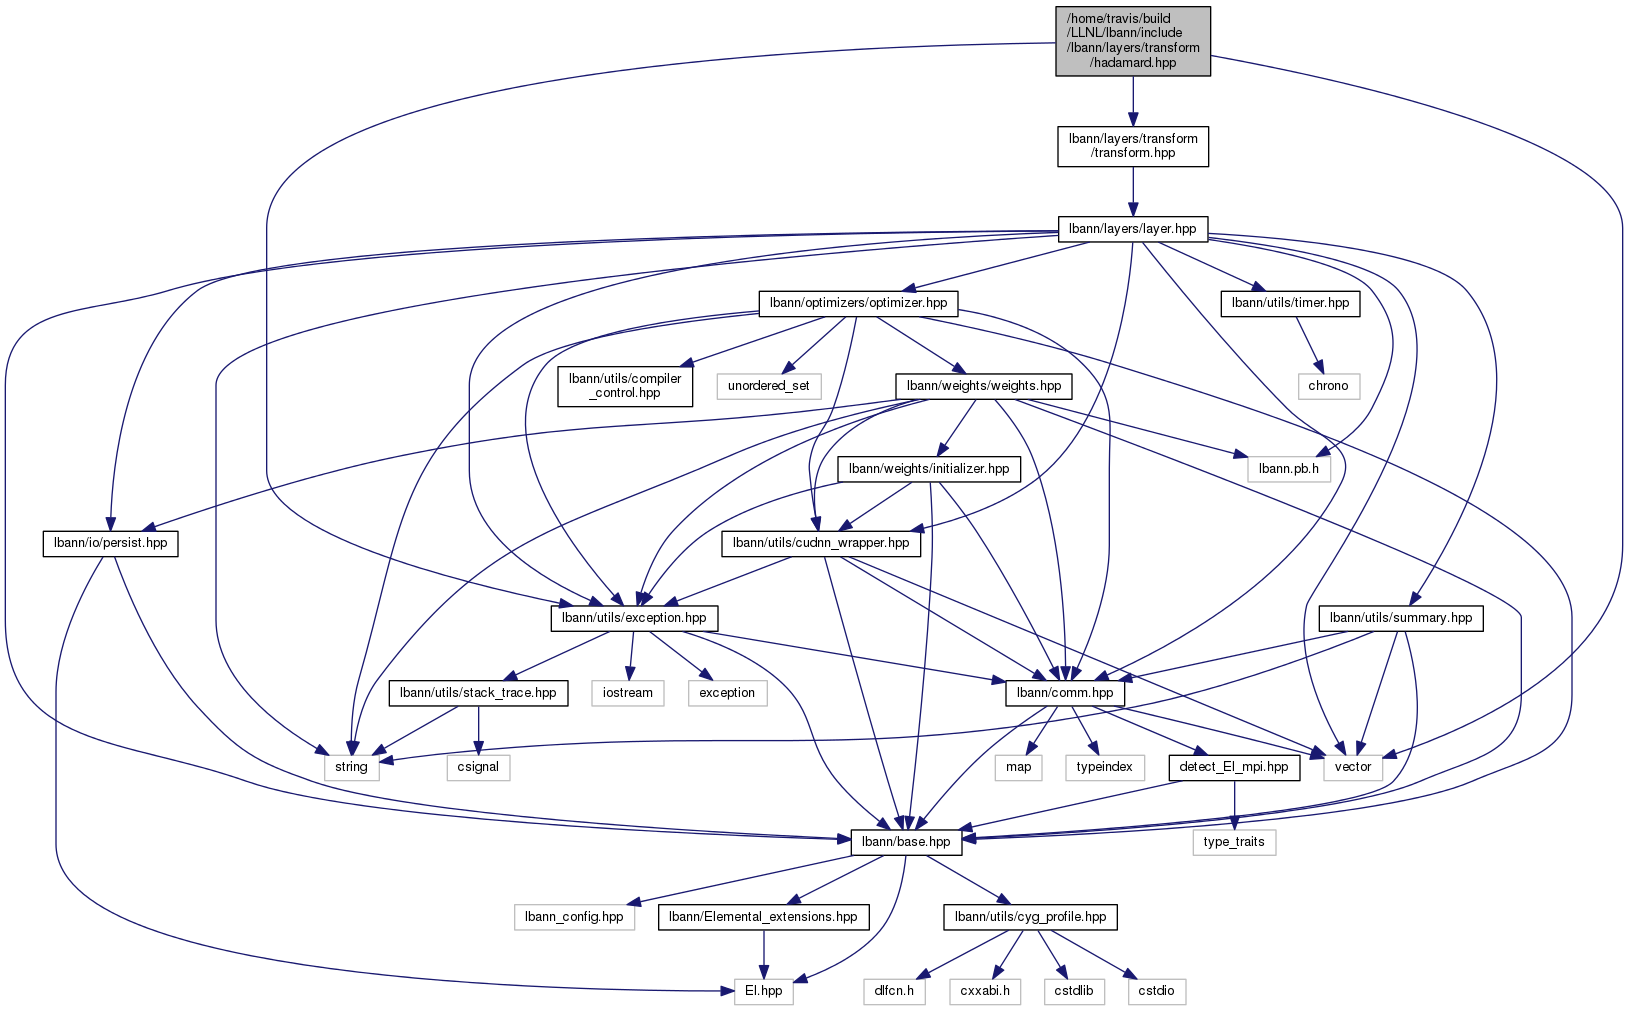 /home/travis/build
/LLNL/lbann/include
/lbann/layers/transform
/hadamard.hpp
lbann/layers/transform
/transform.hpp
lbann/layers/layer.hpp
lbann/optimizers/optimizer.hpp
lbann/utils/timer.hpp
lbann/utils/compiler
_control.hpp
unordered_set
lbann/weights/weights.hpp
chrono
lbann/weights/initializer.hpp
lbann.pb.h
lbann/io/persist.hpp
lbann/utils/cudnn_wrapper.hpp
lbann/utils/exception.hpp
lbann/utils/summary.hpp
lbann/utils/stack_trace.hpp
iostream
exception
lbann/comm.hpp
string
csignal
map
typeindex
detect_El_mpi.hpp
vector
lbann/base.hpp
type_traits
lbann_config.hpp
lbann/Elemental_extensions.hpp
lbann/utils/cyg_profile.hpp
El.hpp
dlfcn.h
cxxabi.h
cstdlib
cstdio